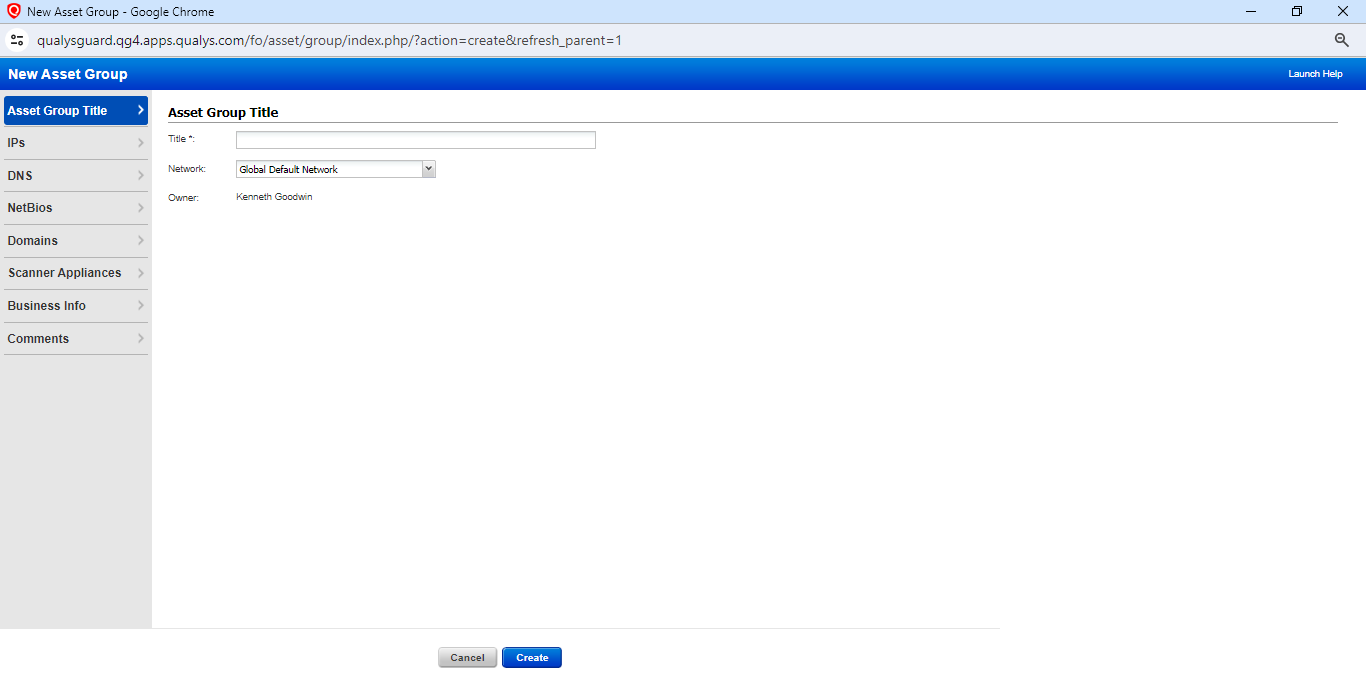 New Asset Group - Google Chrome
qualysguard.qg4.apps.qualys.com/fo/asset/group/index.php/?action=create&refresh_parent=1
New Asset Group
Launch Help
Asset Group Title
IPs
DNS
NetBios
Domains
Scanner Appliances
Business Info
Comments
Asset Group Title
Title *:
Network: Global Default Network
Owner: Kenneth Goodwin
Cancel Create